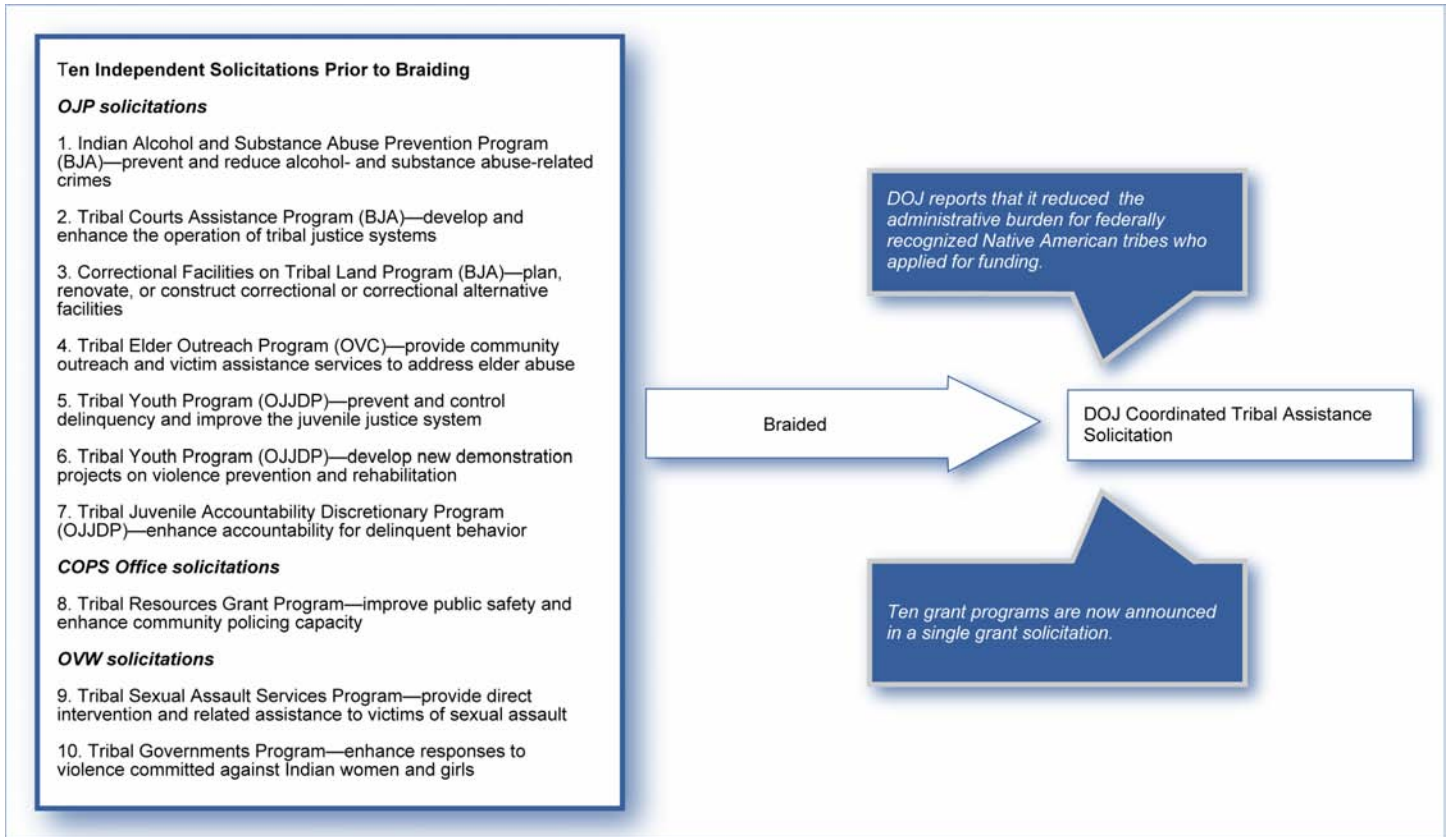 Ten Independent Solicitations Prior to Braiding
OJP solicitations
1. Indian Alcohol and Substance Abuse Prevention Program
(BJA)—prevent and reduce alcohol- and substance abuse-related
crimes
2. Tribal Courts Assistance Program (BJA)—develop and
enhance the operation of tribal justice systems
3. Correctional Facilities on Tribal Land Program (BJA)—plan,
renovate, or construct correctional or correctional alternative
facilities
4. Tribal Elder Outreach Program (OVC)—provide community
outreach and victim assistance services to address elder abuse
5. Tribal Youth Program (OJJDP)—prevent and control
delinquency and improve the juvenile justice system
6. Tribal Youth Program (OJJDP)—develop new demonstration
projects on violence prevention and rehabilitation
7. Tribal Juvenile Accountability Discretionary Program
(OJJDP)—enhance accountability for delinquent behavior
COPS Office solicitations
8. Tribal Resources Grant Program—improve public safety and
enhance community policing capacity
OVW solicitations
9. Tribal Sexual Assault Services Program—provide direct
intervention and related assistance to victims of sexual assault
10. Tribal Governments Program—enhance responses to
violence committed against Indian women and girls
Braided
DOJ reports that it reduced the
administrative burden for federally
recognized Native American tribes who
applied for funding.
DOJ Coordinated Tribal Assistance
Solicitation
Ten grant programs are now announced
in a single grant solicitation.